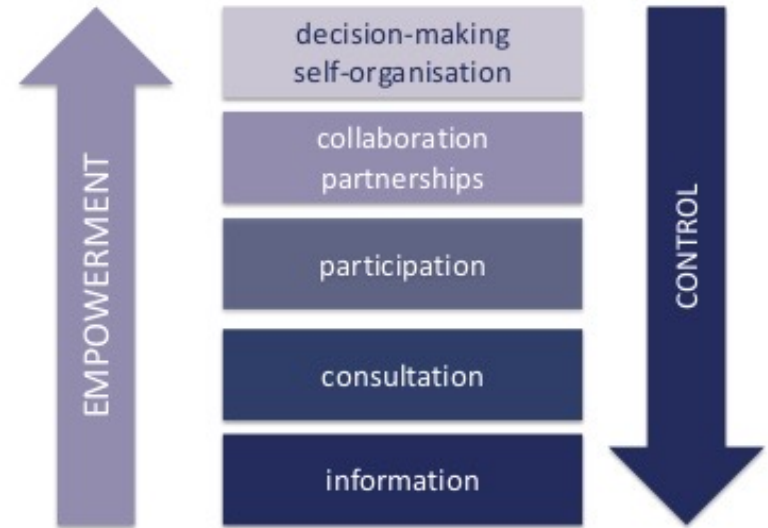 EMPOWERMENT
decision-making
self-organisation
collaboration
partnerships
participation
consultation
information
CONTROL